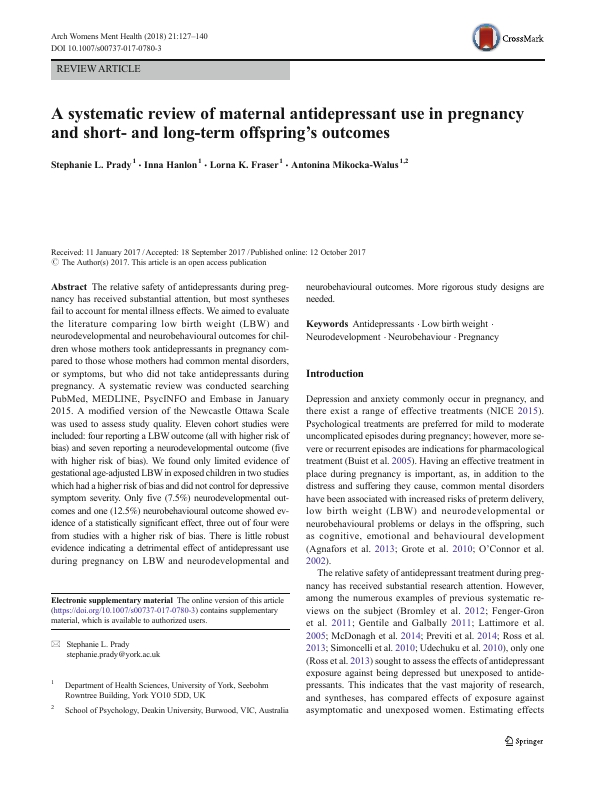 Arch Womens Ment Health (2018) 21:127–140
DOI 10.1007/s00737-017-0780-3
CrossMark
REVIEW ARTICLE
A systematic review of maternal antidepressant use in pregnancy
and short- and long-term offspring's outcomes
Stephanie L. Prady 1 · Inna Hanlon 1 · Lorna K. Fraser 1 · Antonina Mikocka-Walus 1,2
Received: 11 January 2017 / Accepted: 18 September 2017 / Published online: 12 October 2017
© The Author(s) 2017. This article is an open access publication
Abstract The relative safety of antidepressants during preg-
nancy has received substantial attention, but most syntheses
fail to account for mental illness effects. We aimed to evaluate
the literature comparing low birth weight (LBW) and
neurodevelopmental and neurobehavioural outcomes for chil-
dren whose mothers took antidepressants in pregnancy com-
pared to those whose mothers had common mental disorders,
or symptoms, but who did not take antidepressants during
pregnancy. A systematic review was conducted searching
PubMed, MEDLINE, PsycINFO and Embase in January
2015. A modified version of the Newcastle Ottawa Scale
was used to assess study quality. Eleven cohort studies were
included: four reporting a LBW outcome (all with higher risk of
bias) and seven reporting a neurodevelopmental outcome (five
with higher risk of bias). We found only limited evidence of
gestational age-adjusted LBW in exposed children in two studies
which had a higher risk of bias and did not control for depressive
symptom severity. Only five (7.5%) neurodevelopmental out-
comes and one (12.5%) neurobehavioural outcome showed ev-
idence of a statistically significant effect, three out of four were
from studies with a higher risk of bias. There is little robust
evidence indicating a detrimental effect of antidepressant use
during pregnancy on LBW and neurodevelopmental and
Electronic supplementary material The online version of this article
(https://doi.org/10.1007/s00737-017-0780-3) contains supplementary
material, which is available to authorized users.
Stephanie L. Prady
stephanie.prady@york.ac.uk
1 Department of Health Sciences, University of York, Seebohm
Rowntree Building, York YO10 5DD, UK
2 School of Psychology, Deakin University, Burwood, VIC, Australia
neurobehavioural outcomes. More rigorous study designs are
needed.
Keywords Antidepressants · Low birth weight ·
Neurodevelopment · Neurobehaviour · Pregnancy
Introduction
Depression and anxiety commonly occur in pregnancy, and
there exist a range of effective treatments (NICE 2015).
Psychological treatments are preferred for mild to moderate
uncomplicated episodes during pregnancy; however, more se-
vere or recurrent episodes are indications for pharmacological
treatment (Buist et al. 2005). Having an effective treatment in
place during pregnancy is important, as, in addition to the
distress and suffering they cause, common mental disorders
have been associated with increased risks of preterm delivery,
low birth weight (LBW) and neurodevelopmental or
neurobehavioural problems or delays in the offspring, such
as cognitive, emotional and behavioural development
(Agnafors et al. 2013; Grote et al. 2010; O'Connor et al.
2002).
The relative safety of antidepressant treatment during preg-
nancy has received substantial research attention. However,
among the numerous examples of previous systematic re-
views on the subject (Bromley et al. 2012; Fenger-Gron
et al. 2011; Gentile and Galbally 2011; Lattimore et al.
2005; McDonagh et al. 2014; Previti et al. 2014; Ross et al.
2013; Simoncelli et al. 2010; Udechuku et al. 2010), only one
(Ross et al. 2013) sought to assess the effects of antidepressant
exposure against being depressed but unexposed to antide-
pressants. This indicates that the vast majority of research,
and syntheses, has compared effects of exposure against
asymptomatic and unexposed women. Estimating effects
Springer